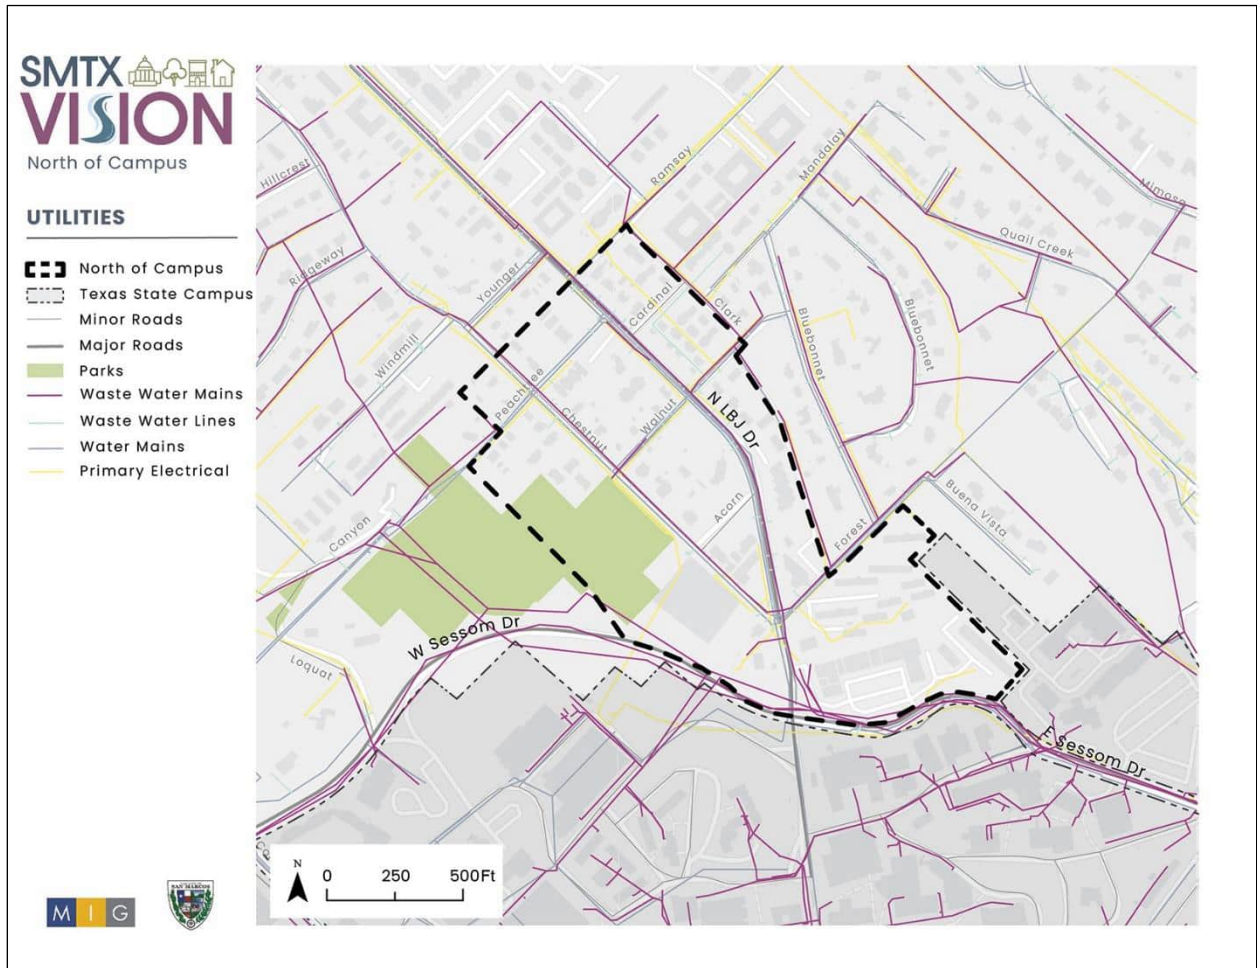 SMTX
VISION
North of Campus
UTILITIES
North of Campus
Texas State Campus
Minor Roads
Major Roads
Parks
Waste Water Mains
Waste Water Lines
Water Mains
Primary Electrical
Hillcrest
Ramsay
Mandalay
Mimosa
Quail Creek
Ridgeway
Younger
Cardinal
Clark
Bluebonnet
Bluebonnet
Windmill
Peachtree
Chestnut
Walnut
N LBJ Dr
Acorn
Forest
Buena Vista
Canyon
W Sessom Dr
Loquat
E Sessom Dr
N
0 250 500Ft
M I G
SAN MARCOS